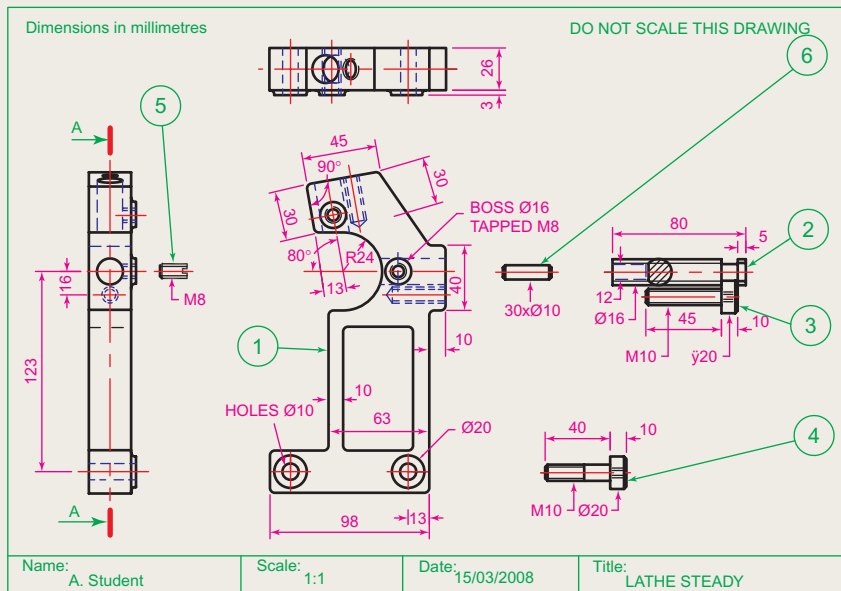 Dimensions in millimetres
DO NOT SCALE THIS DRAWING
6
26
3
5
A
45
90°
30
30
BOSS Ø16
TAPPED M8
80
5
2
80°
R24
16
M8
13
40
30xØ10
12
Ø16
45
10
3
M10
ÿ20
1
10
123
10
HOLES Ø10
63
Ø20
40
10
4
A
M10
Ø20
13
98
Name:
A. Student
Scale:
1:1
Date:
15/03/2008
Title:
LATHE STEADY